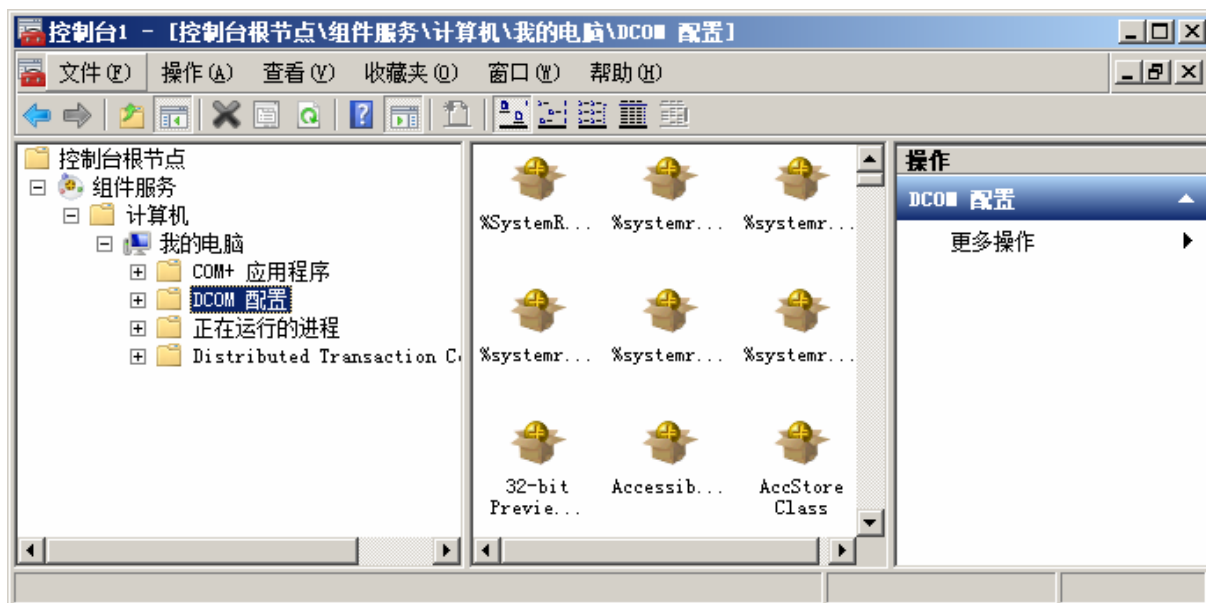 控制台1 - [控制台根节点\组件服务\计算机\我的电脑\DCOM 配置]
文件(F) 操作(A) 查看(V) 收藏夹(O) 窗口(W) 帮助(H)
控制台根节点
组件服务
计算机
我的电脑
COM+ 应用程序
DCOM 配置
正在运行的进程
Distributed Transaction C
%SystemR... %systemr... %systemr...
%systemr... %systemr... %systemr...
32-bit Previe... Accessib... AccStore Class
操作
DCOM 配置
更多操作